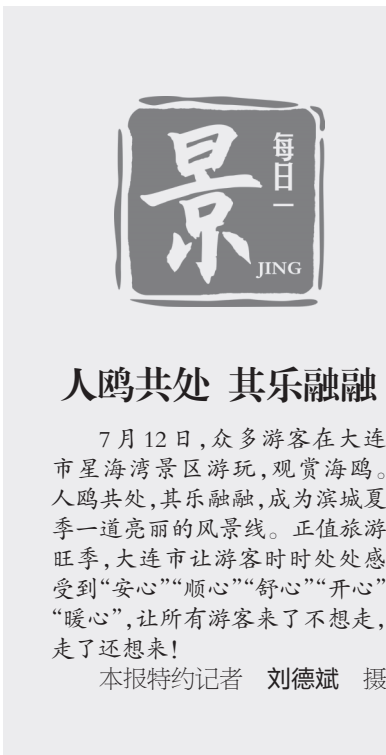 每日一
景
JING
人鸥共处 其乐融融
7月12日，众多游客在大连
市星海湾景区游玩，观赏海鸥。
人鸥共处，其乐融融，成为滨城夏
季一道亮丽的风景线。正值旅游
旺季，大连市让游客时时处处感
受到“安心”“顺心”“舒心”“开心”
“暖心”，让所有游客来了不想走，
走了还想来！
本报特约记者 刘德斌 摄